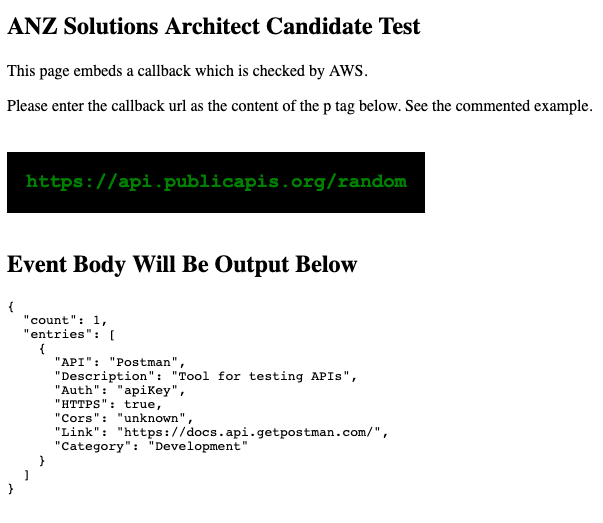 ANZ Solutions Architect Candidate Test
This page embeds a callback which is checked by AWS.
Please enter the callback url as the content of the p tag below. See the commented example.
https://api.publicapis.org/random
Event Body Will Be Output Below
{
  "count": 1,
  "entries": [
    {
      "API": "Postman",
      "Description": "Tool for testing APIs",
      "Auth": "apiKey",
      "HTTPS": true,
      "Cors": "unknown",
      "Link": "https://docs.api.getpostman.com/",
      "Category": "Development"
    }
  ]
}